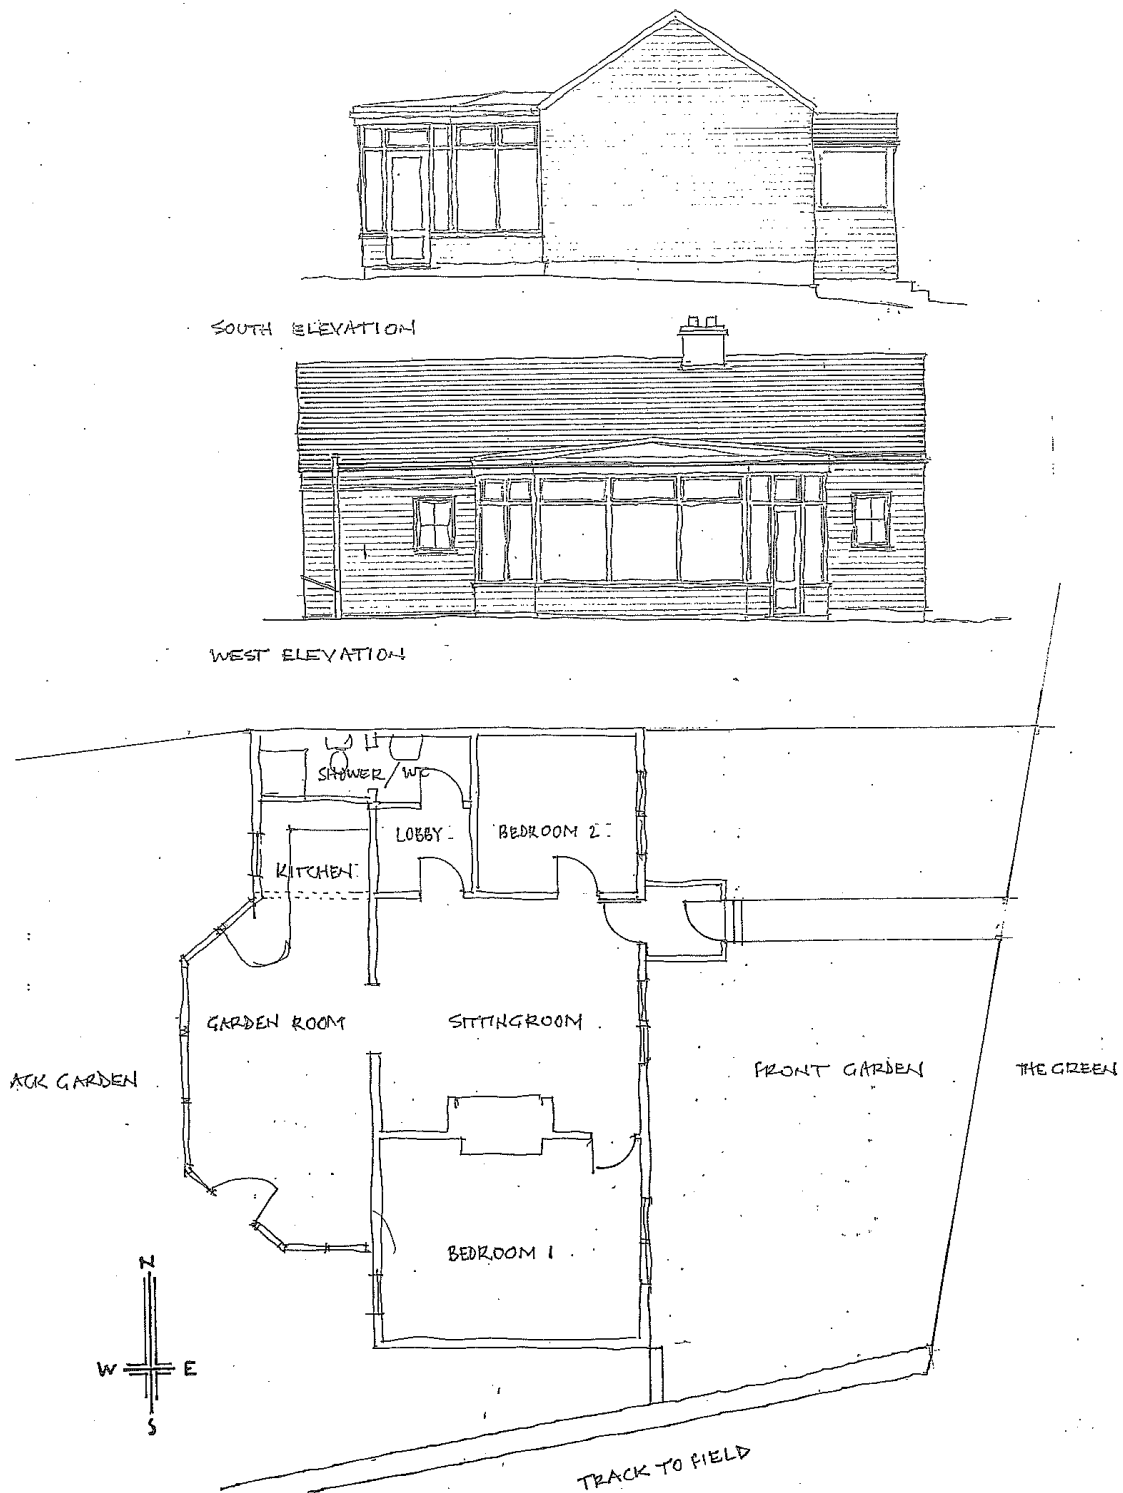 SOUTH ELEVATION
WEST ELEVATION
SHOWER/WC
LOBBY
BEDROOM 2
KITCHEN
GARDEN ROOM
SITTINGROOM
ACK GARDEN
FRONT GARDEN
THE GREEN
BEDROOM 1
N
W E
S
TRACK TO FIELD